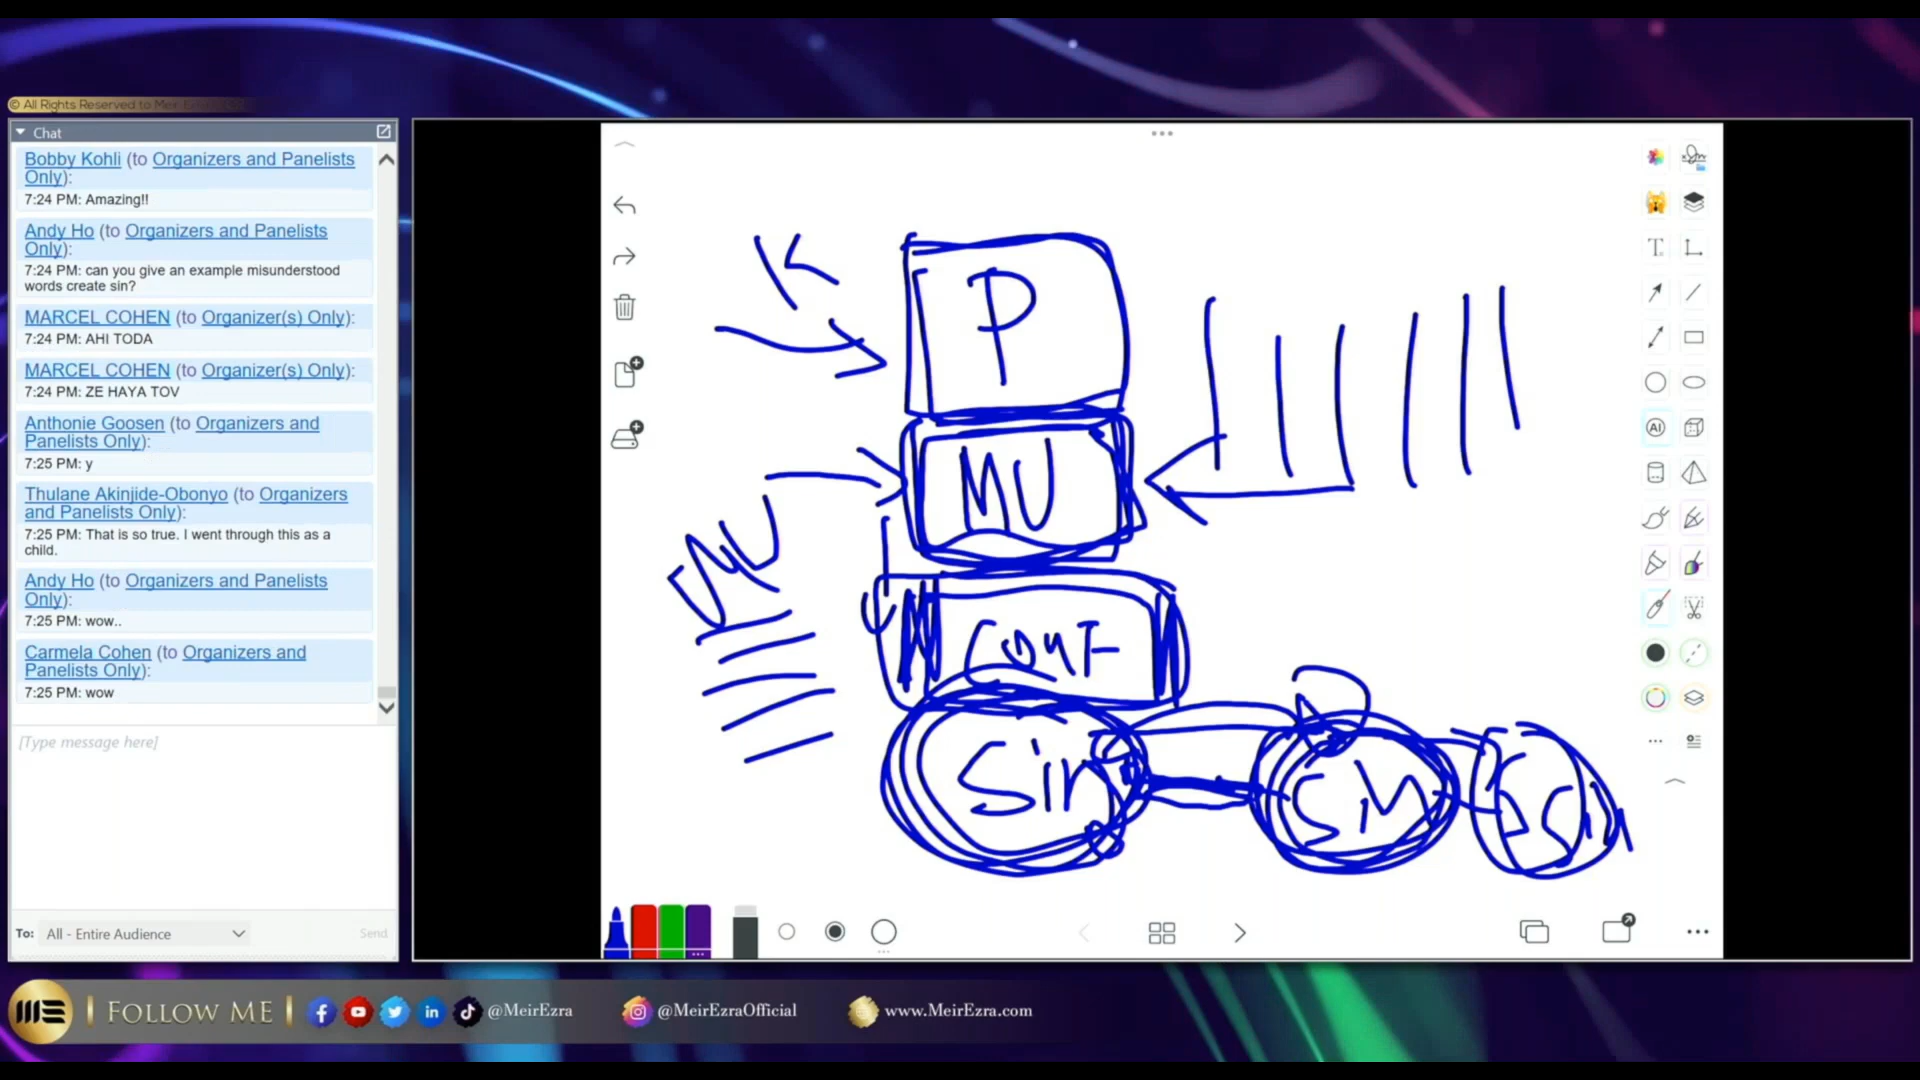 © All Rights Reserved to Meir Ezra
Chat
Bobby Kohli (to Organizers and Panelists
Only):
7:24 PM: Amazing!!
Andy Ho (to Organizers and Panelists
Only):
7:24 PM: can you give an example misunderstood
words create sin?
MARCEL COHEN (to Organizer(s) Only):
7:24 PM: AHI TODA
MARCEL COHEN (to Organizer(s) Only):
7:24 PM: ZE HAYA TOV
Anthonie Goosen (to Organizers and
Panelists Only):
7:25 PM: y
Thulane Akinjide-Obonyo (to Organizers
and Panelists Only):
7:25 PM: That is so true. I went through this as a
child.
Andy Ho (to Organizers and Panelists
Only):
7:25 PM: wow..
Carmela Cohen (to Organizers and
Panelists Only):
7:25 PM: wow
[Type message here]
To: All - Entire Audience
Send
K
P
MU
MU
Conf
Sin
Sin
Sin
AI
ME FOLLOW ME @MeirEzra @MeirEzraOfficial www.MeirEzra.com